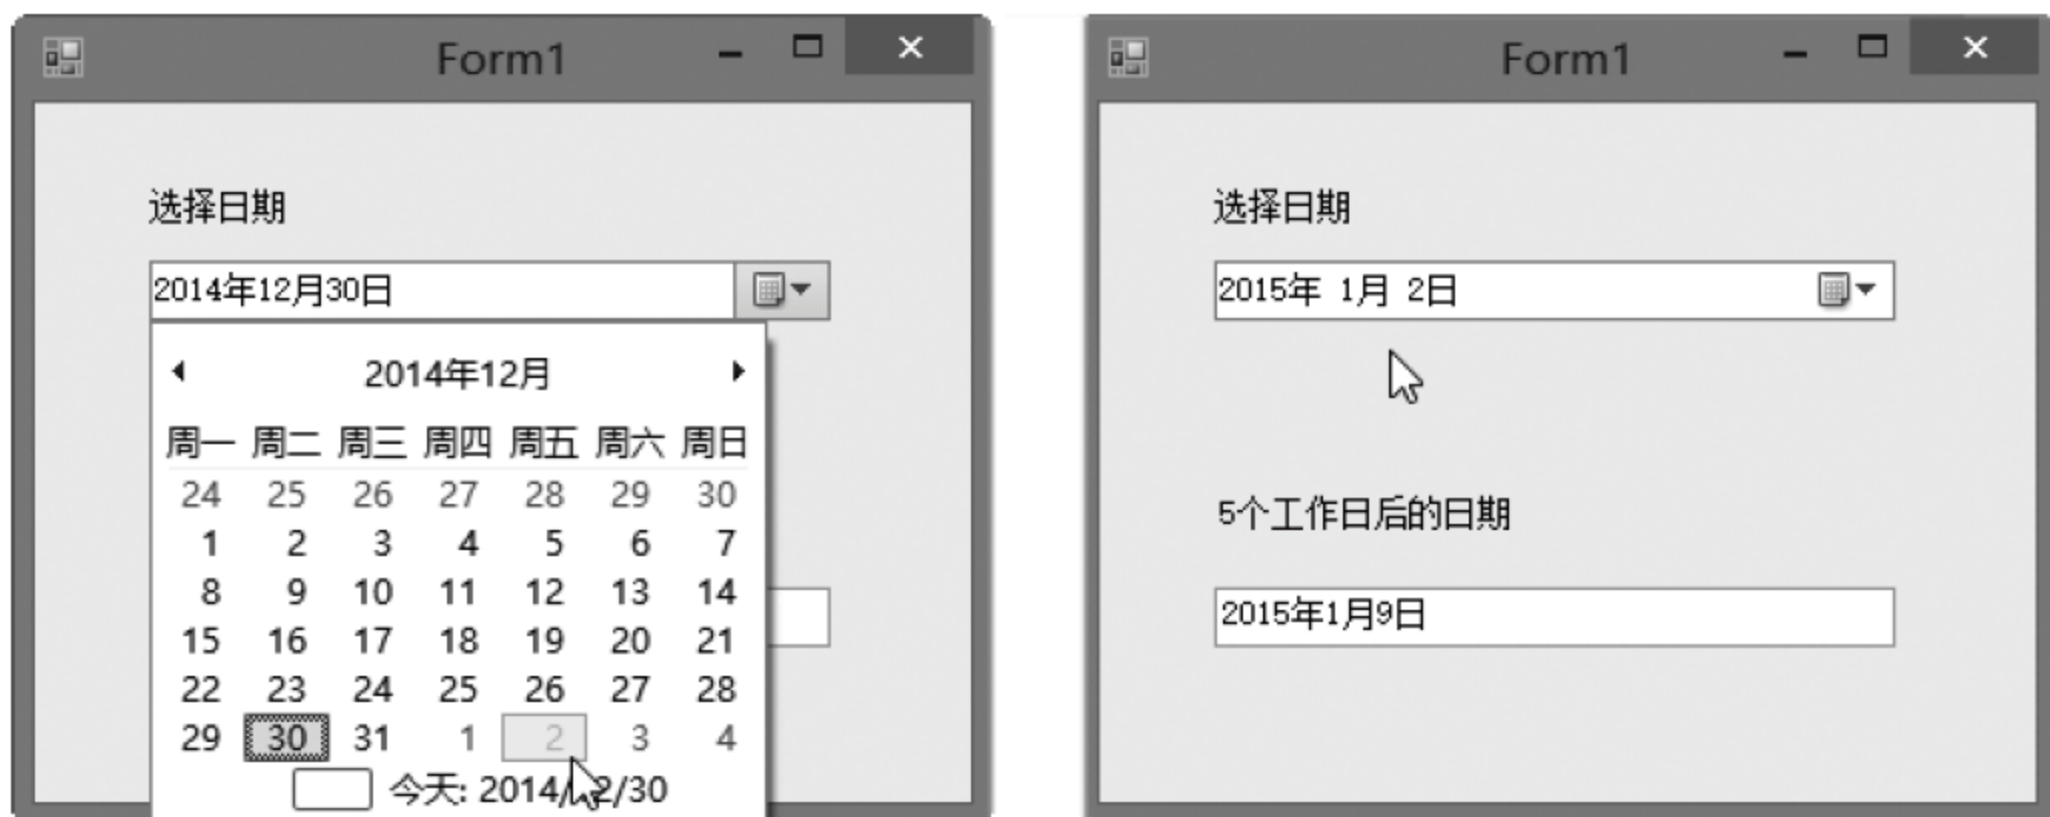 Form1
选择日期
2014年12月30日
2014年12月
周一 周二 周三 周四 周五 周六 周日
24 25 26 27 28 29 30
1 2 3 4 5 6 7
8 9 10 11 12 13 14
15 16 17 18 19 20 21
22 23 24 25 26 27 28
29 30 31 1 2 3 4
今天: 2014/12/30
Form1
选择日期
2015年 1月 2日
5个工作日后的日期
2015年1月9日